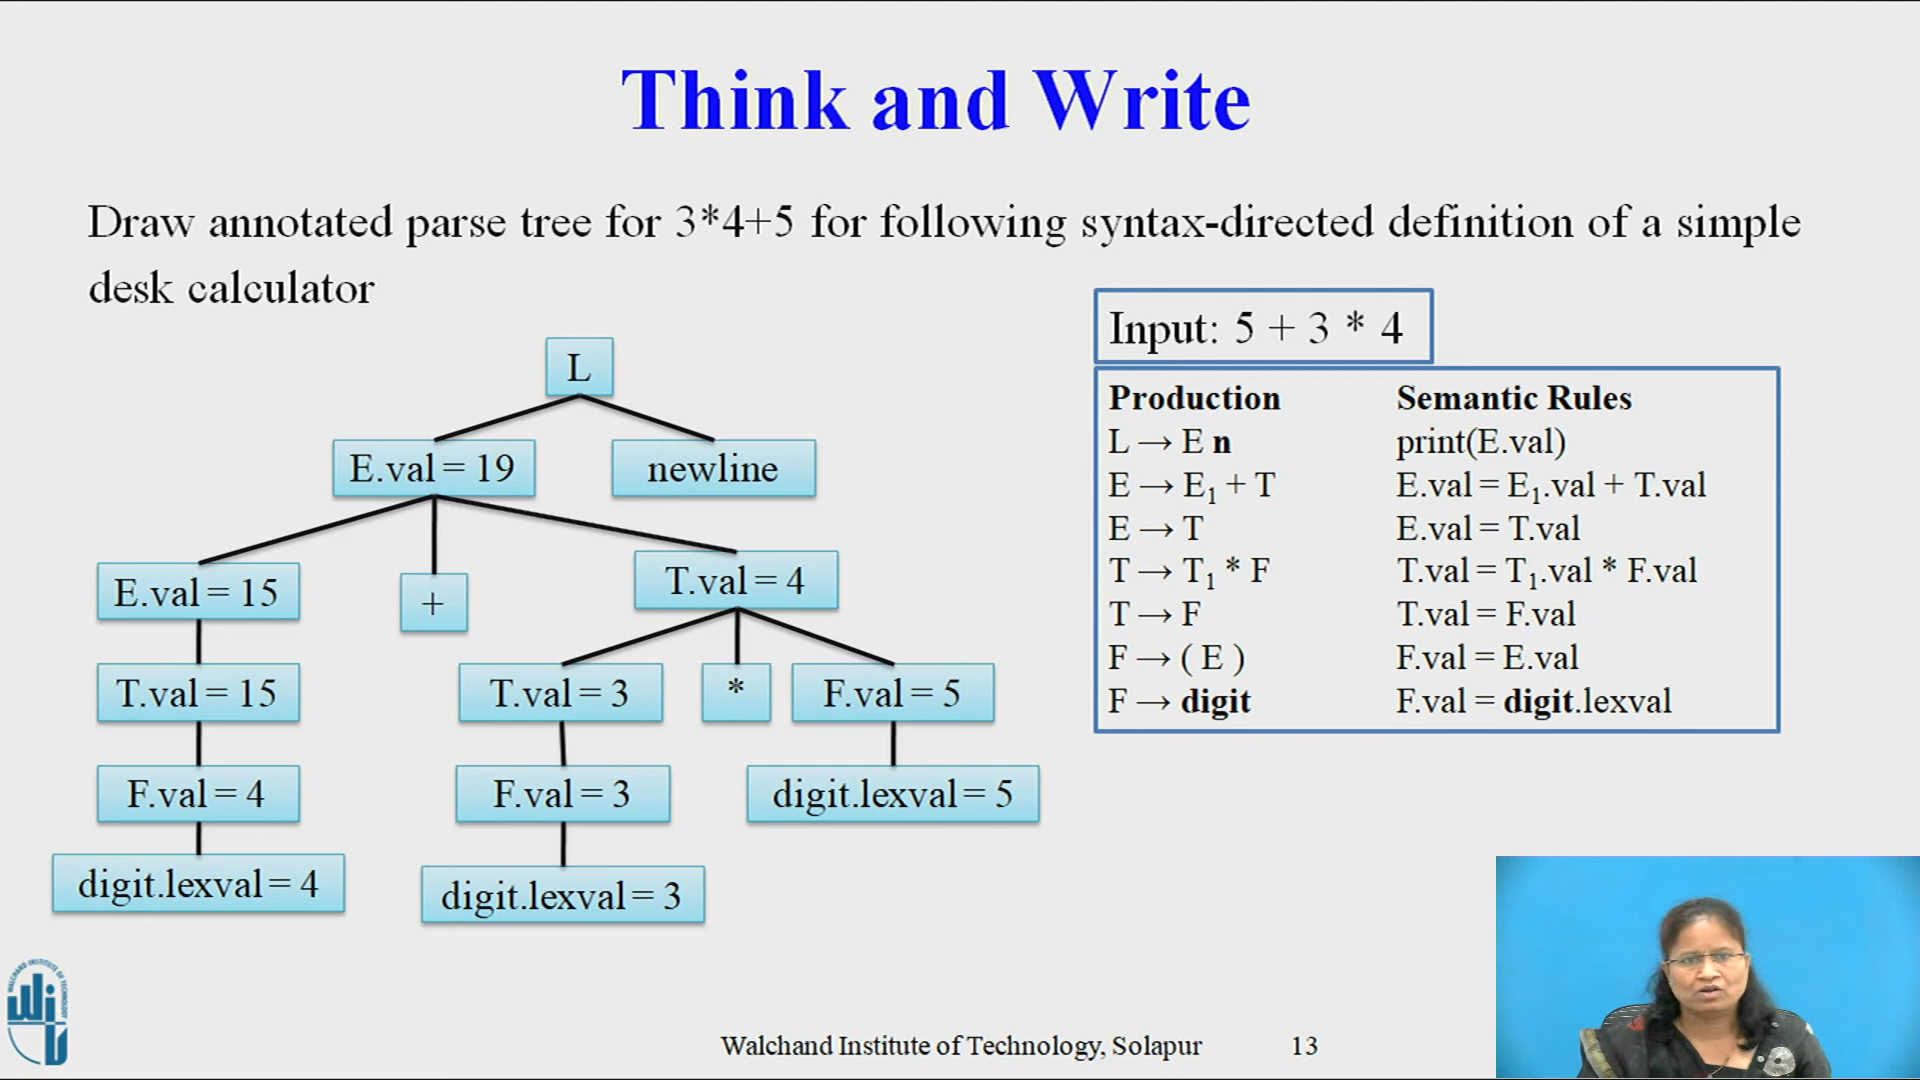 Think and Write
Draw annotated parse tree for 3*4+5 for following syntax-directed definition of a simple
desk calculator
Input: 5 + 3 * 4
L
E.val = 19
newline
E.val = 15
+
T.val = 4
T.val = 15
T.val = 3
*
F.val = 5
F.val = 4
F.val = 3
digit.lexval = 5
digit.lexval = 4
digit.lexval = 3
Production Semantic Rules
L → E n print(E.val)
E → E₁ + T E.val = E₁.val + T.val
E → T E.val = T.val
T → T₁ * F T.val = T₁.val * F.val
T → F T.val = F.val
F → ( E ) F.val = E.val
F → digit F.val = digit.lexval
WALCHAND INSTITUTE OF TECHNOLOGY
Walchand Institute of Technology, Solapur 13